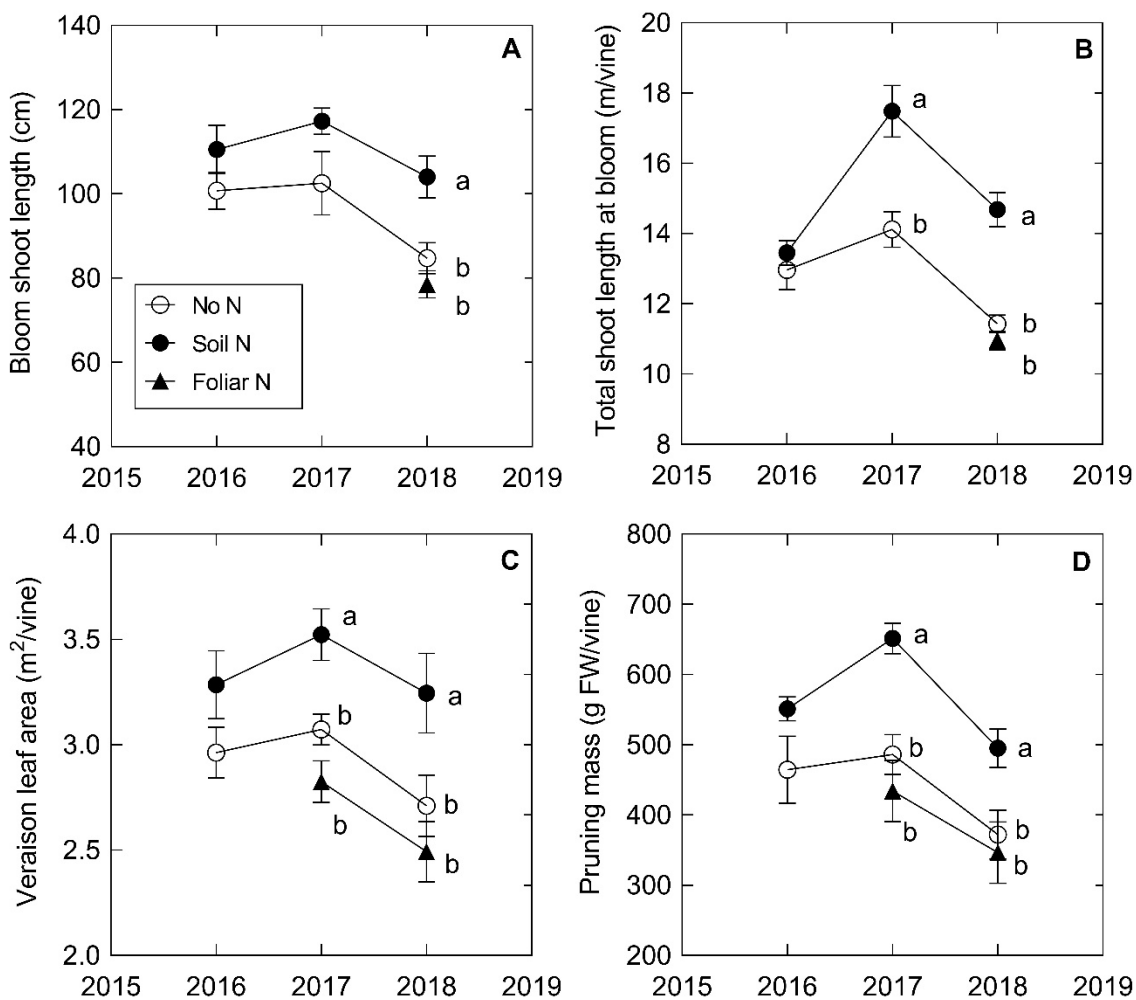 A
Bloom shoot length (cm)
140
120
100
80
60
40
a
b
b
No N
Soil N
Foliar N
2015 2016 2017 2018 2019
B
Total shoot length at bloom (m/vine)
20
18
16
14
12
10
8
a
b
a
b
b
2015 2016 2017 2018 2019
C
Veraison leaf area (m²/vine)
4.0
3.5
3.0
2.5
2.0
a
b
b
a
b
b
2015 2016 2017 2018 2019
D
Pruning mass (g FW/vine)
800
700
600
500
400
300
200
a
b
b
a
b
b
2015 2016 2017 2018 2019